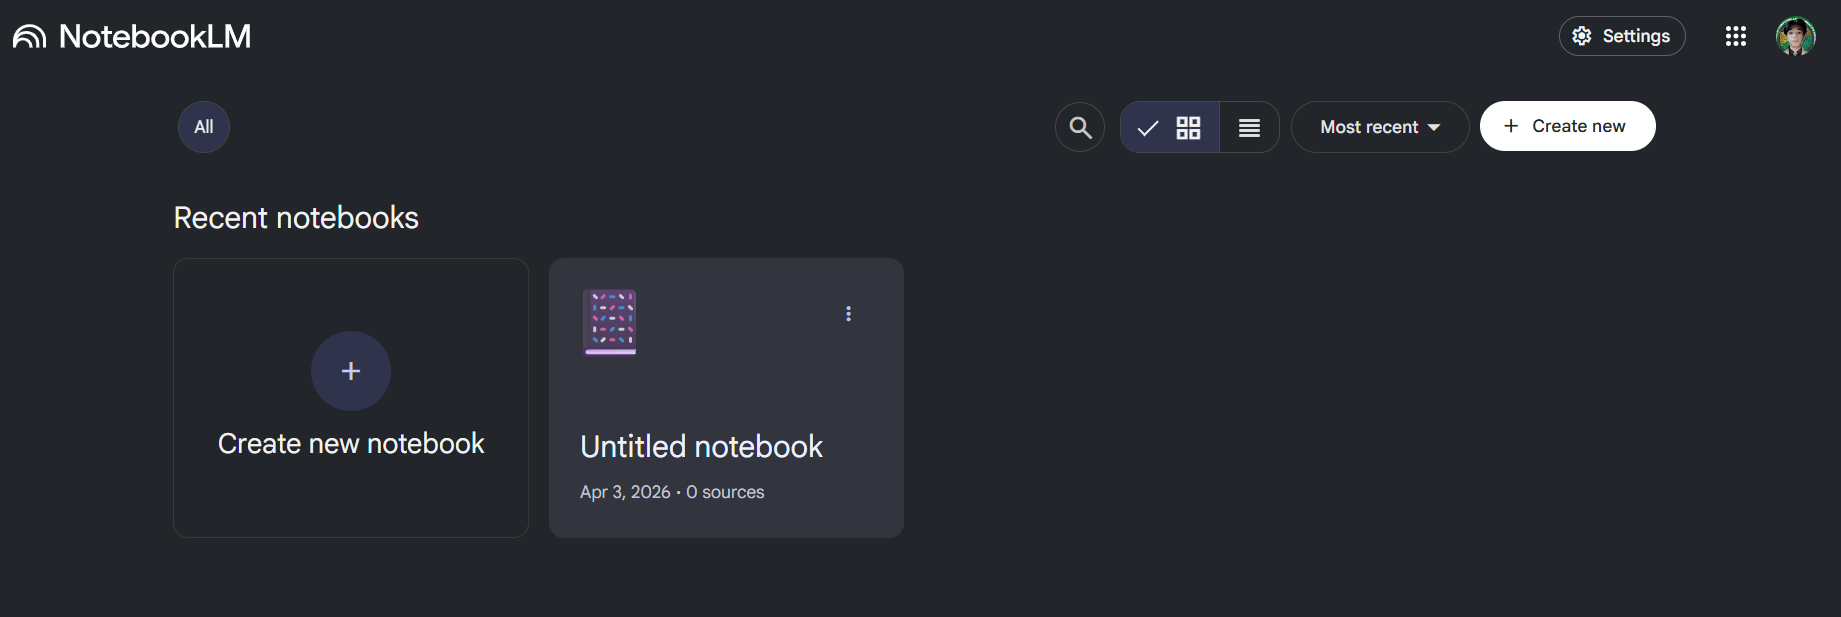 NotebookLM
Settings
All
Most recent
Create new
Recent notebooks
Create new notebook
Untitled notebook
Apr 3, 2026 • 0 sources